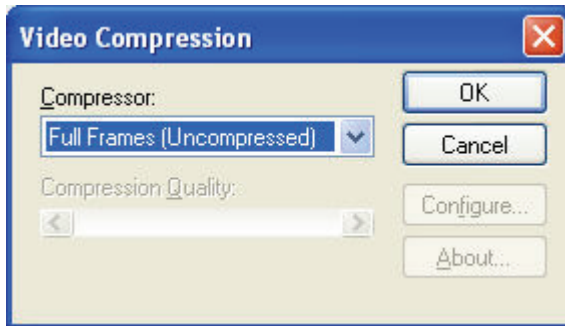 Video Compression
Compressor:
Full Frames (Uncompressed)
Compression Quality:
OK
Cancel
Configure...
About...